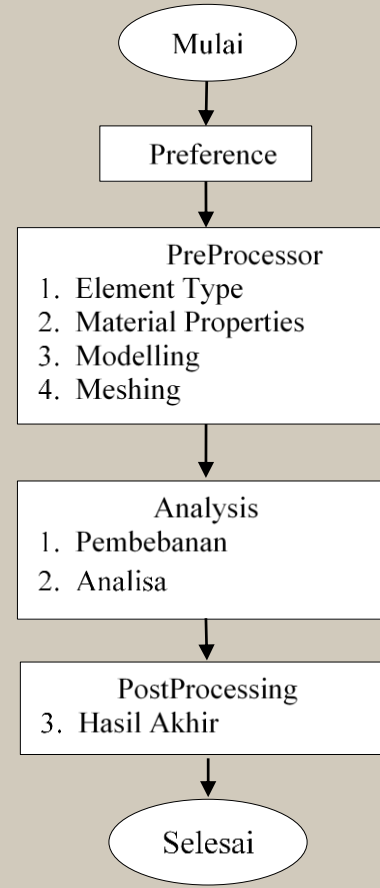 Mulai
Preference
PreProcessor
1. Element Type
2. Material Properties
3. Modelling
4. Meshing
Analysis
1. Pembebanan
2. Analisa
PostProcessing
3. Hasil Akhir
Selesai